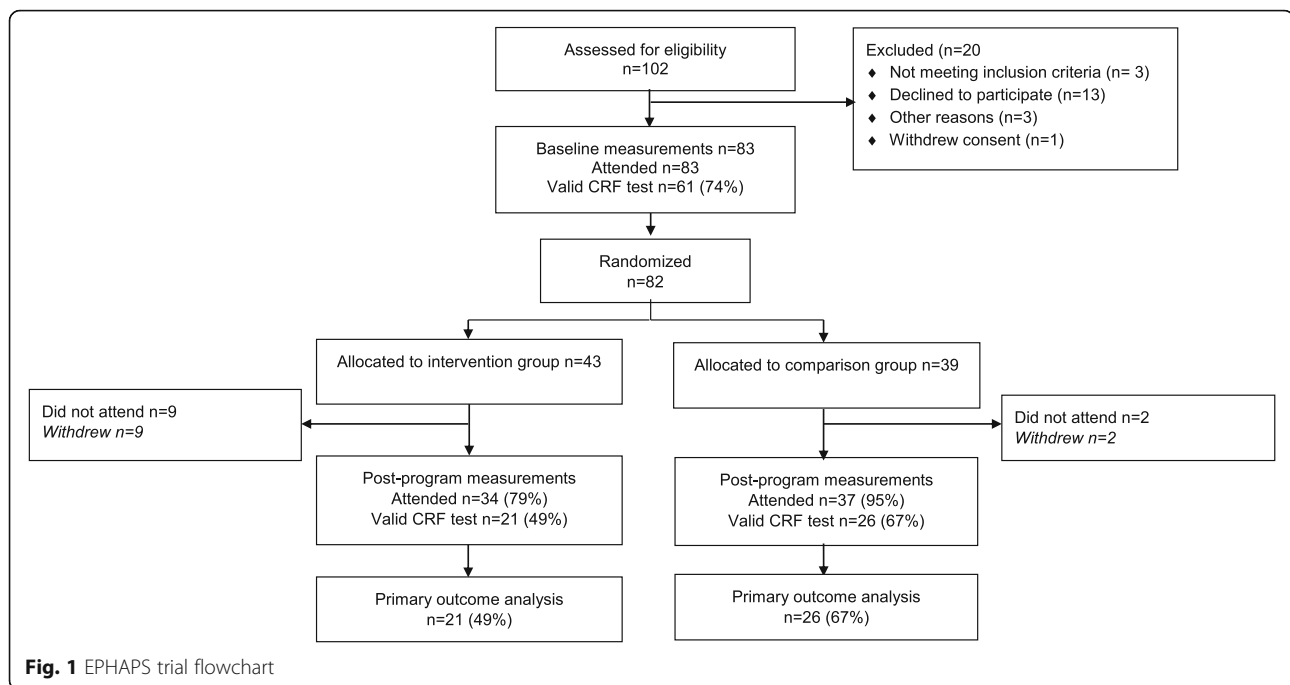 Assessed for eligibility
n=102
Excluded (n=20
♦ Not meeting inclusion criteria (n= 3)
♦ Declined to participate (n=13)
♦ Other reasons (n=3)
♦ Withdrew consent (n=1)
Baseline measurements n=83
Attended n=83
Valid CRF test n=61 (74%)
Randomized
n=82
Allocated to intervention group n=43
Allocated to comparison group n=39
Did not attend n=9
Withdrew n=9
Did not attend n=2
Withdrew n=2
Post-program measurements
Attended n=34 (79%)
Valid CRF test n=21 (49%)
Post-program measurements
Attended n=37 (95%)
Valid CRF test n=26 (67%)
Primary outcome analysis
n=21 (49%)
Primary outcome analysis
n=26 (67%)
Fig. 1 EPHAPS trial flowchart